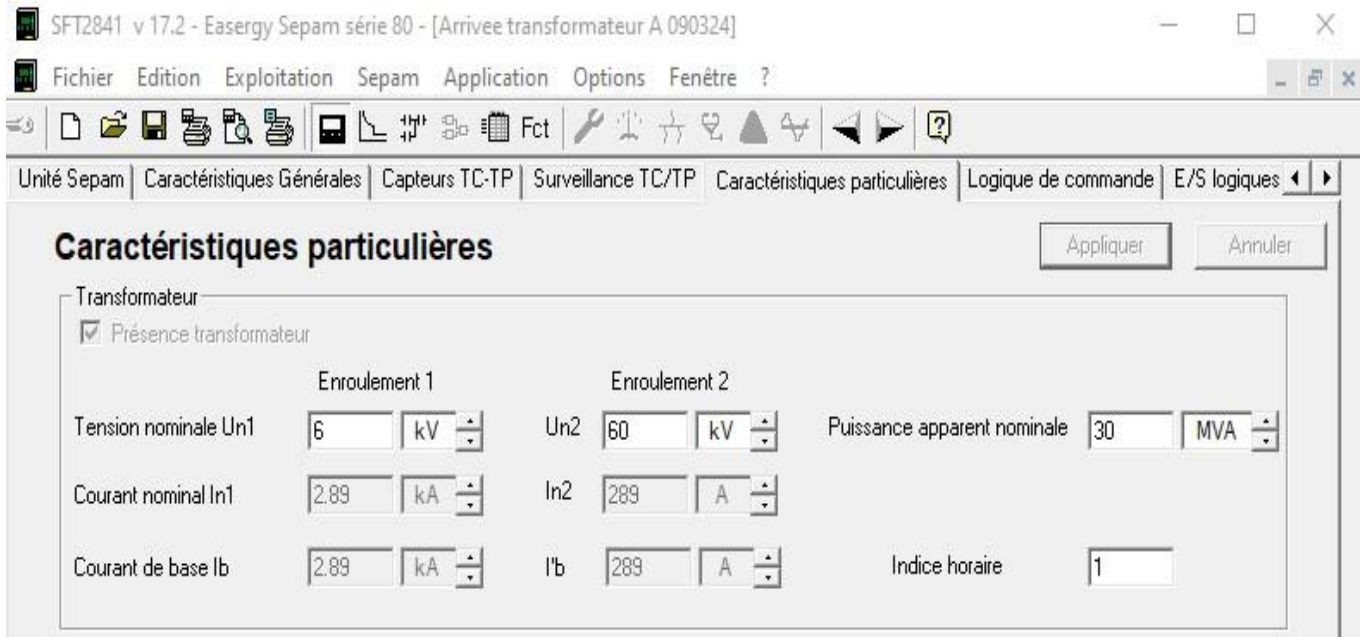 SFT2841 v 17.2 - Easergy Sepam série 80 - [Arrivee transformateur A 090324]
Fichier Edition Exploitation Sepam Application Options Fenêtre ?
Fct
Unité Sepam Caractéristiques Générales Capteurs TC-TP Surveillance TC/TP Caractéristiques particulières Logique de commande E/S logiques
Caractéristiques particulières Appliquer Annuler
Transformateur
Présence transformateur
Enroulement 1 Enroulement 2
Tension nominale Un1 6 kV Un2 60 kV Puissance apparent nominale 30 MVA
Courant nominal In1 2.89 kA In2 289 A
Courant de base Ib 2.89 kA I'b 289 A Indice horaire 1